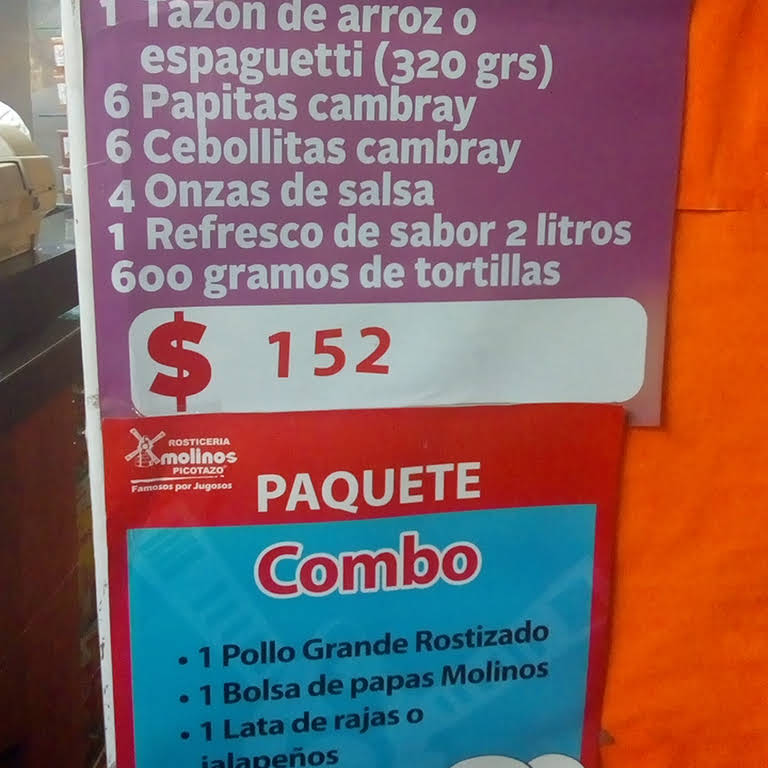 1 Tazon de arroz o
espaguetti (320 grs)
6 Papitas cambray
6 Cebollitas cambray
4 Onzas de salsa
1 Refresco de sabor 2 litros
600 gramos de tortillas
$ 152
ROSTICERIA
molinos
PICOTAZO
Famosos por Jugosos
PAQUETE
Combo
• 1 Pollo Grande Rostizado
• 1 Bolsa de papas Molinos
• 1 Lata de rajas o
jalapeños